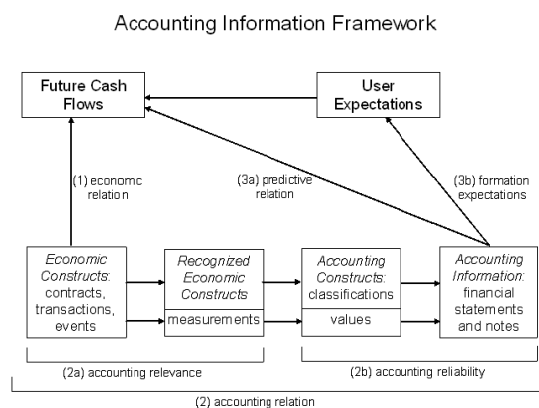 Accounting Information Framework
Future Cash
Flows
User
Expectations
(1) economc
relation
(3a) predictive
relation
(3b) formation
expectations
Economic
Constructs:
contracts,
transactions,
events
Recognized
Economic
Constructs
measurements
Accounting
Constructs:
classifications
values
Accounting
Information:
financial
statements
and notes
(2a) accounting relevance
(2b) accounting reliability
(2) accounting relation